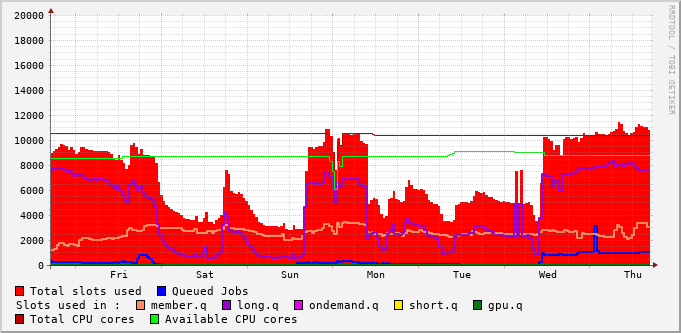 RRDTOOL / TOBI OETIKER
20000
18000
16000
14000
12000
10000
8000
6000
4000
2000
0
Fri Sat Sun Mon Tue Wed Thu
Total slots used Queued Jobs
Slots used in : member.q long.q ondemand.q short.q gpu.q
Total CPU cores Available CPU cores